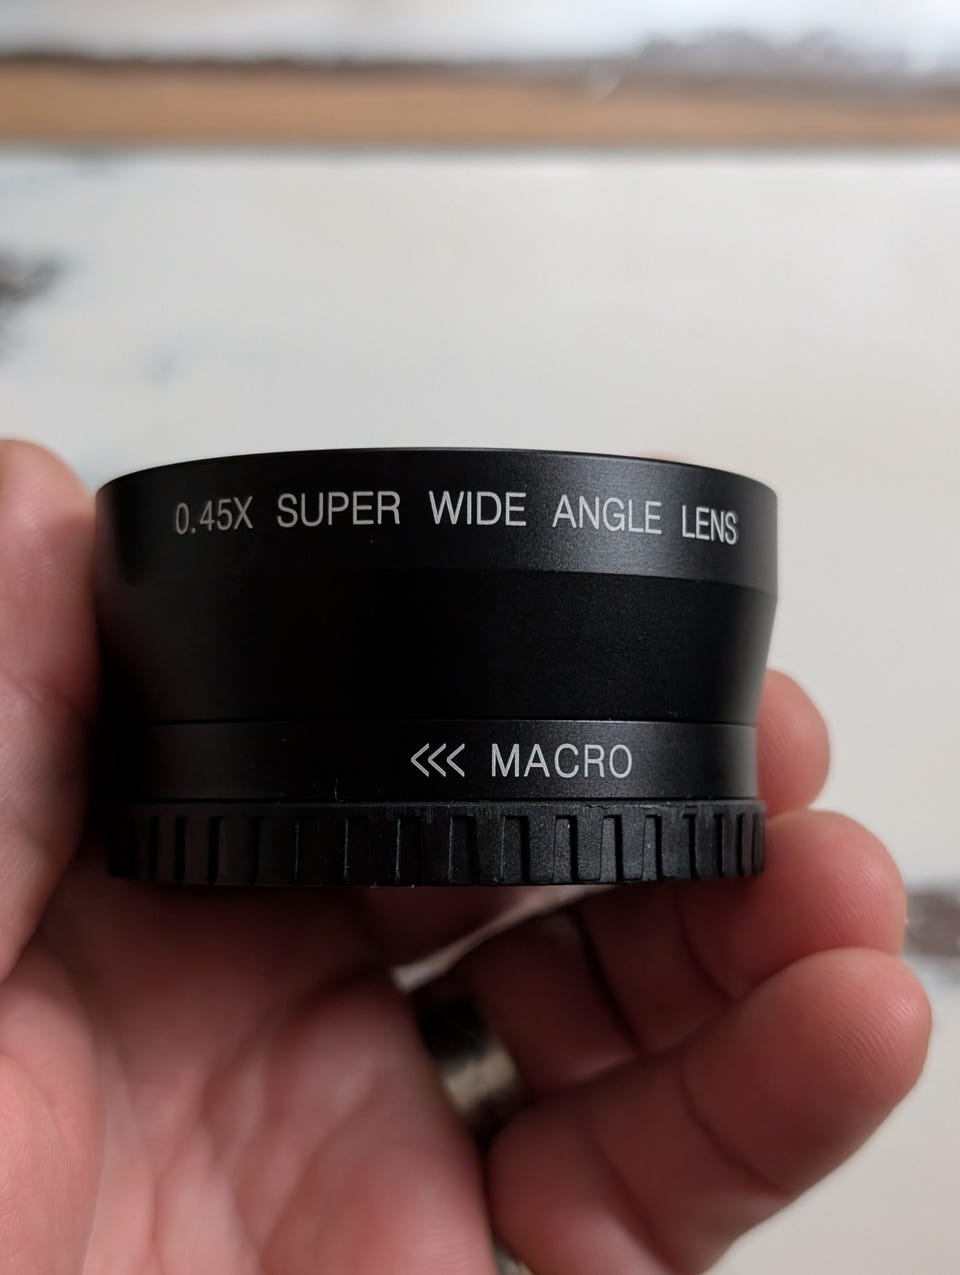 0.45X SUPER WIDE ANGLE LENS
<<< MACRO